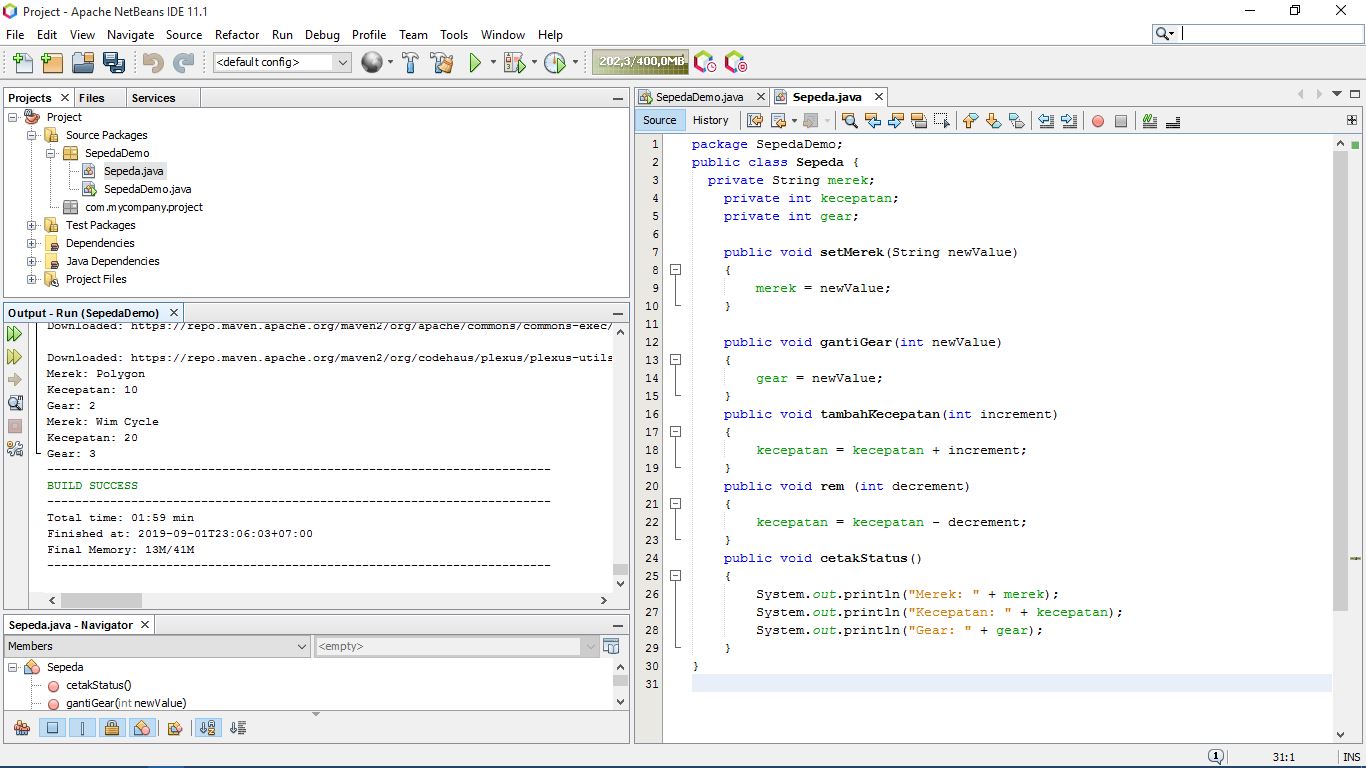 Project - Apache NetBeans IDE 11.1
File Edit View Navigate Source Refactor Run Debug Profile Team Tools Window Help
<default config>
202,3/400,0MB
Projects Files Services
Project
Source Packages
SepedaDemo
Sepeda.java
SepedaDemo.java
com.mycompany.project
Test Packages
Dependencies
Java Dependencies
Project Files
Output - Run (SepedaDemo)
Downloaded: https://repo.maven.apache.org/maven2/org/apache/commons/commons-exec/
Downloaded: https://repo.maven.apache.org/maven2/org/codehaus/plexus/plexus-utils
Merek: Polygon
Kecepatan: 10
Gear: 2
Merek: Wim Cycle
Kecepatan: 20
Gear: 3
------------------------------------------------------------------------
BUILD SUCCESS
------------------------------------------------------------------------
Total time: 01:59 min
Finished at: 2019-09-01T23:06:03+07:00
Final Memory: 13M/41M
------------------------------------------------------------------------
Sepeda.java - Navigator
Members <empty>
Sepeda
cetakStatus()
gantiGear(int newValue)
SepedaDemo.java Sepeda.java
Source History
1 package SepedaDemo;
2 public class Sepeda {
3 private String merek;
4 private int kecepatan;
5 private int gear;
6
7 public void setMerek(String newValue)
8 {
9 merek = newValue;
10 }
11
12 public void gantiGear(int newValue)
13 {
14 gear = newValue;
15 }
16 public void tambahKecepatan(int increment)
17 {
18 kecepatan = kecepatan + increment;
19 }
20 public void rem (int decrement)
21 {
22 kecepatan = kecepatan - decrement;
23 }
24 public void cetakStatus()
25 {
26 System.out.println("Merek: " + merek);
27 System.out.println("Kecepatan: " + kecepatan);
28 System.out.println("Gear: " + gear);
29 }
30 }
31
1 31:1 INS